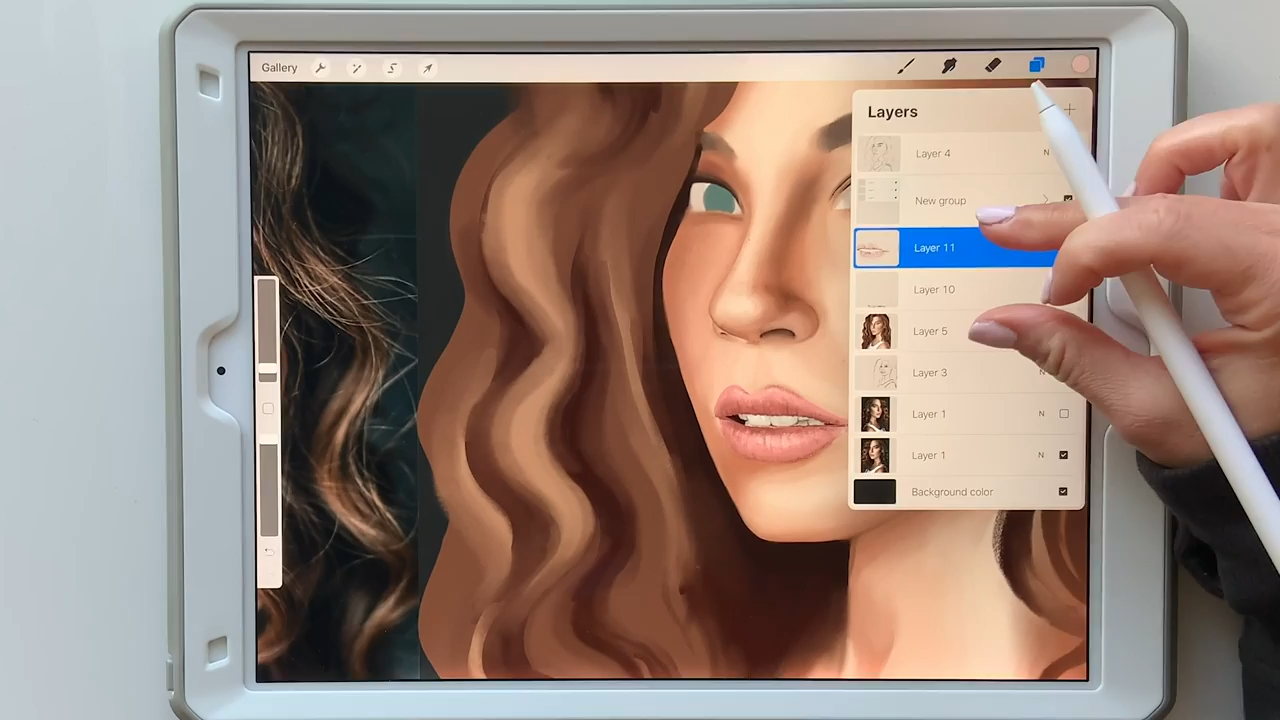 Gallery
Layers
Layer 4 N
New group
Layer 11
Layer 10
Layer 5
Layer 3 N
Layer 1 N
Layer 1 N
Background color